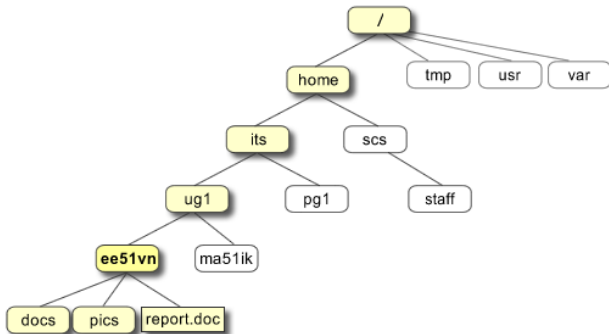 /
home
tmp
usr
var
its
scs
ug1
pg1
staff
ee51vn
ma51ik
docs
pics
report.doc